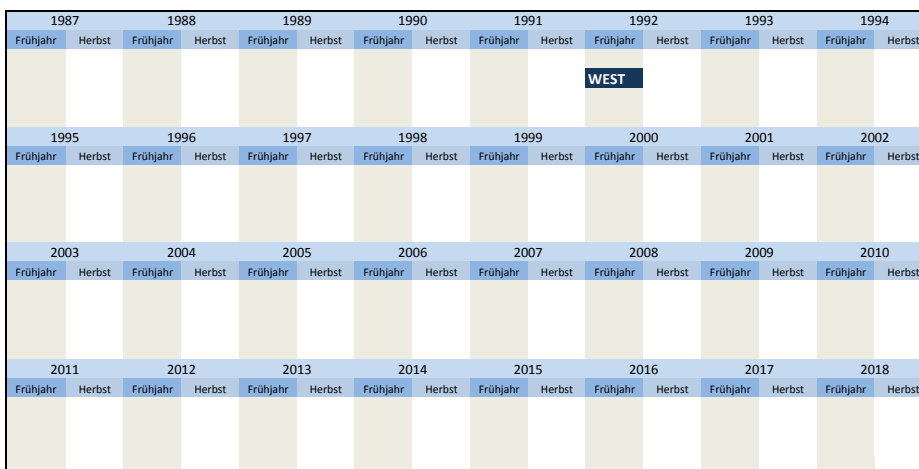 1987 1988 1989 1990 1991 1992 1993 1994
Frühjahr Herbst Frühjahr Herbst Frühjahr Herbst Frühjahr Herbst Frühjahr Herbst Frühjahr Herbst Frühjahr Herbst Frühjahr Herbst
WEST
1995 1996 1997 1998 1999 2000 2001 2002
Frühjahr Herbst Frühjahr Herbst Frühjahr Herbst Frühjahr Herbst Frühjahr Herbst Frühjahr Herbst Frühjahr Herbst Frühjahr Herbst
2003 2004 2005 2006 2007 2008 2009 2010
Frühjahr Herbst Frühjahr Herbst Frühjahr Herbst Frühjahr Herbst Frühjahr Herbst Frühjahr Herbst Frühjahr Herbst Frühjahr Herbst
2011 2012 2013 2014 2015 2016 2017 2018
Frühjahr Herbst Frühjahr Herbst Frühjahr Herbst Frühjahr Herbst Frühjahr Herbst Frühjahr Herbst Frühjahr Herbst Frühjahr Herbst